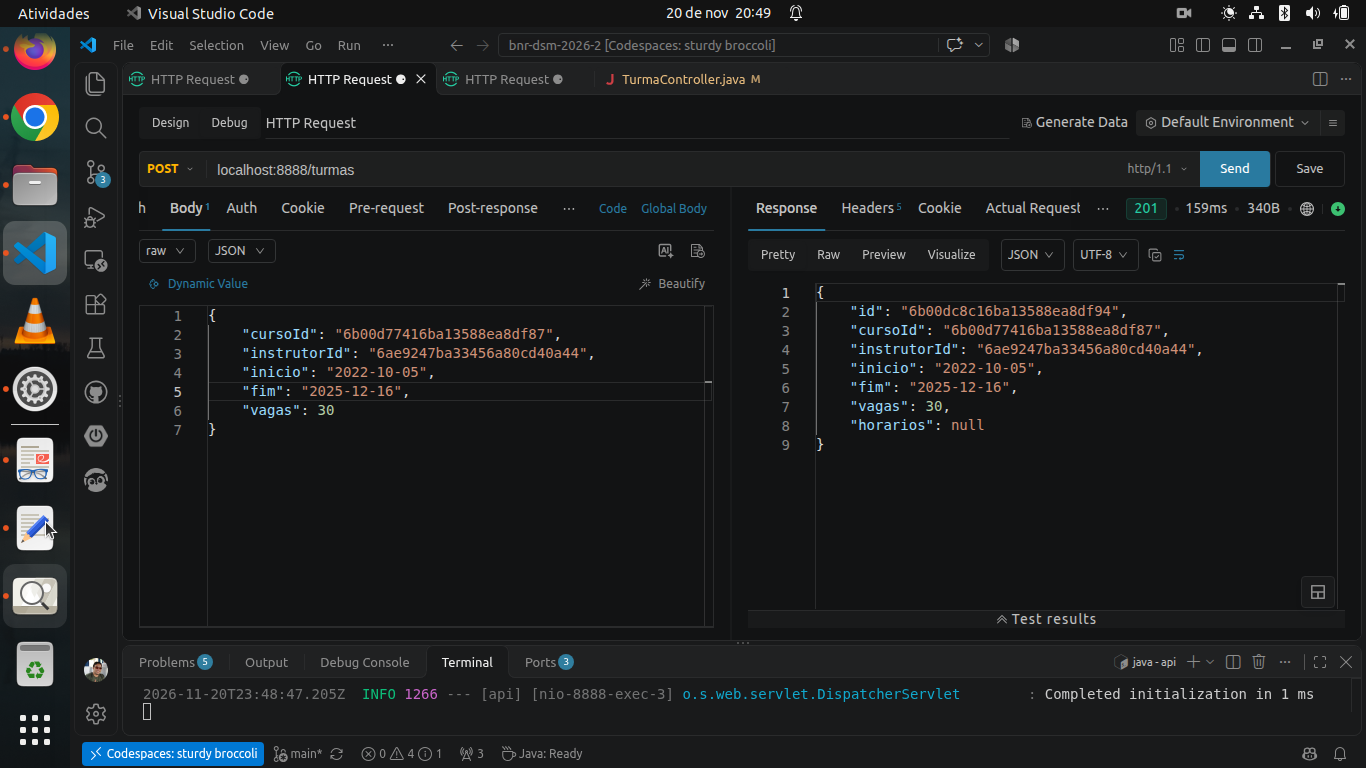 Atividades Visual Studio Code 20 de nov 20:49
File Edit Selection View Go Run ··· bnr-dsm-2026-2 [Codespaces: sturdy broccoli]
HTTP Request HTTP Request HTTP Request J TurmaController.java M
Design Debug HTTP Request Generate Data Default Environment
POST localhost:8888/turmas http/1.1 Send Save
h Body 1 Auth Cookie Pre-request Post-response ··· Code Global Body
Response Headers 5 Cookie Actual Request ··· 201 159ms 340B
raw JSON
Pretty Raw Preview Visualize JSON UTF-8
Dynamic Value Beautify
1 {
2 "cursoId": "6b00d77416ba13588ea8df87",
3 "instrutorId": "6ae9247ba33456a80cd40a44",
4 "inicio": "2022-10-05",
5 "fim": "2025-12-16",
6 "vagas": 30
7 }
1 {
2 "id": "6b00dc8c16ba13588ea8df94",
3 "cursoId": "6b00d77416ba13588ea8df87",
4 "instrutorId": "6ae9247ba33456a80cd40a44",
5 "inicio": "2022-10-05",
6 "fim": "2025-12-16",
7 "vagas": 30,
8 "horarios": null
9 }
Test results
3
Problems 5 Output Debug Console Terminal Ports 3 java - api
2026-11-20T23:48:47.205Z INFO 1266 --- [api] [nio-8888-exec-3] o.s.web.servlet.DispatcherServlet : Completed initialization in 1 ms
Codespaces: sturdy broccoli main* 0 4 1 3 Java: Ready